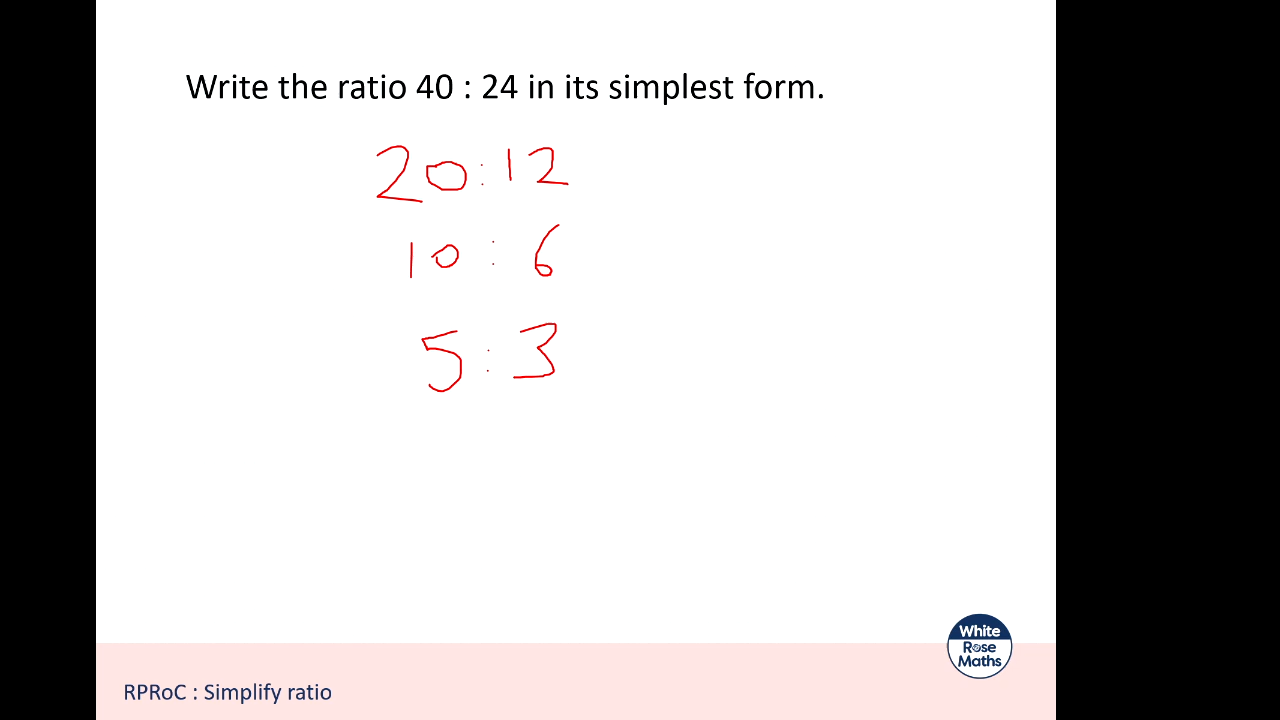 Write the ratio 40 : 24 in its simplest form.
20:12
10 : 6
5 : 3
White
Rose
Maths
RPRoC : Simplify ratio